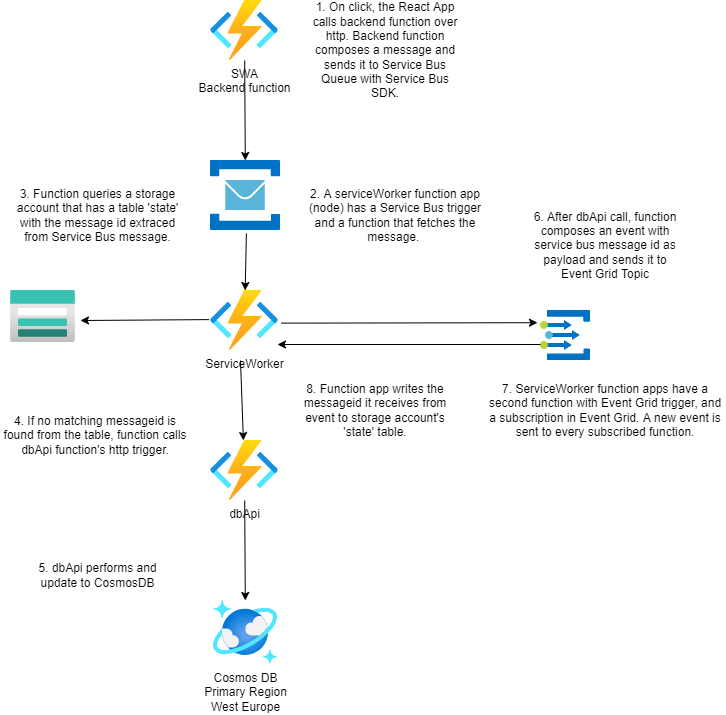 1. On click, the React App
calls backend function over
http. Backend function
composes a message and
sends it to Service Bus
Queue with Service Bus
SDK.
SWA
Backend function
3. Function queries a storage
account that has a table 'state'
with the message id extraced
from Service Bus message.
2. A serviceWorker function app
(node) has a Service Bus trigger
and a function that fetches the
message.
6. After dbApi call, function
composes an event with
service bus message id as
payload and sends it to
Event Grid Topic
ServiceWorker
4. If no matching messageid is
found from the table, function calls
dbApi function's http trigger.
8. Function app writes the
messageid it receives from
event to storage account's
'state' table.
7. ServiceWorker function apps have a
second function with Event Grid trigger, and
a subscription in Event Grid. A new event is
sent to every subscribed function.
dbApi
5. dbApi performs and
update to CosmosDB
Cosmos DB
Primary Region
West Europe